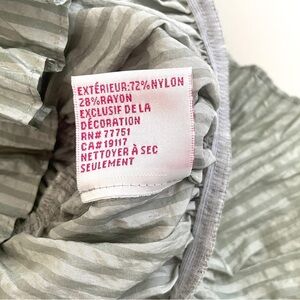 EXTÉRIEUR:72%NYLON
28%RAYON
EXCLUSIF DE LA
DÉCORATION
RN# 77751
CA#19117
NETTOYER À SEC
SEULEMENT